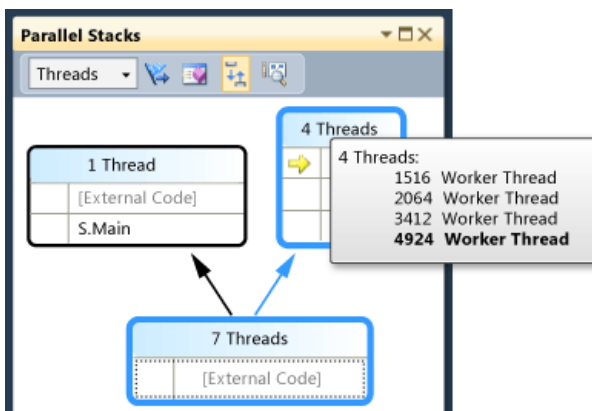 Parallel Stacks
Threads
4 Threads
1 Thread
[External Code]
S.Main
4 Threads:
1516 Worker Thread
2064 Worker Thread
3412 Worker Thread
4924 Worker Thread
7 Threads
[External Code]